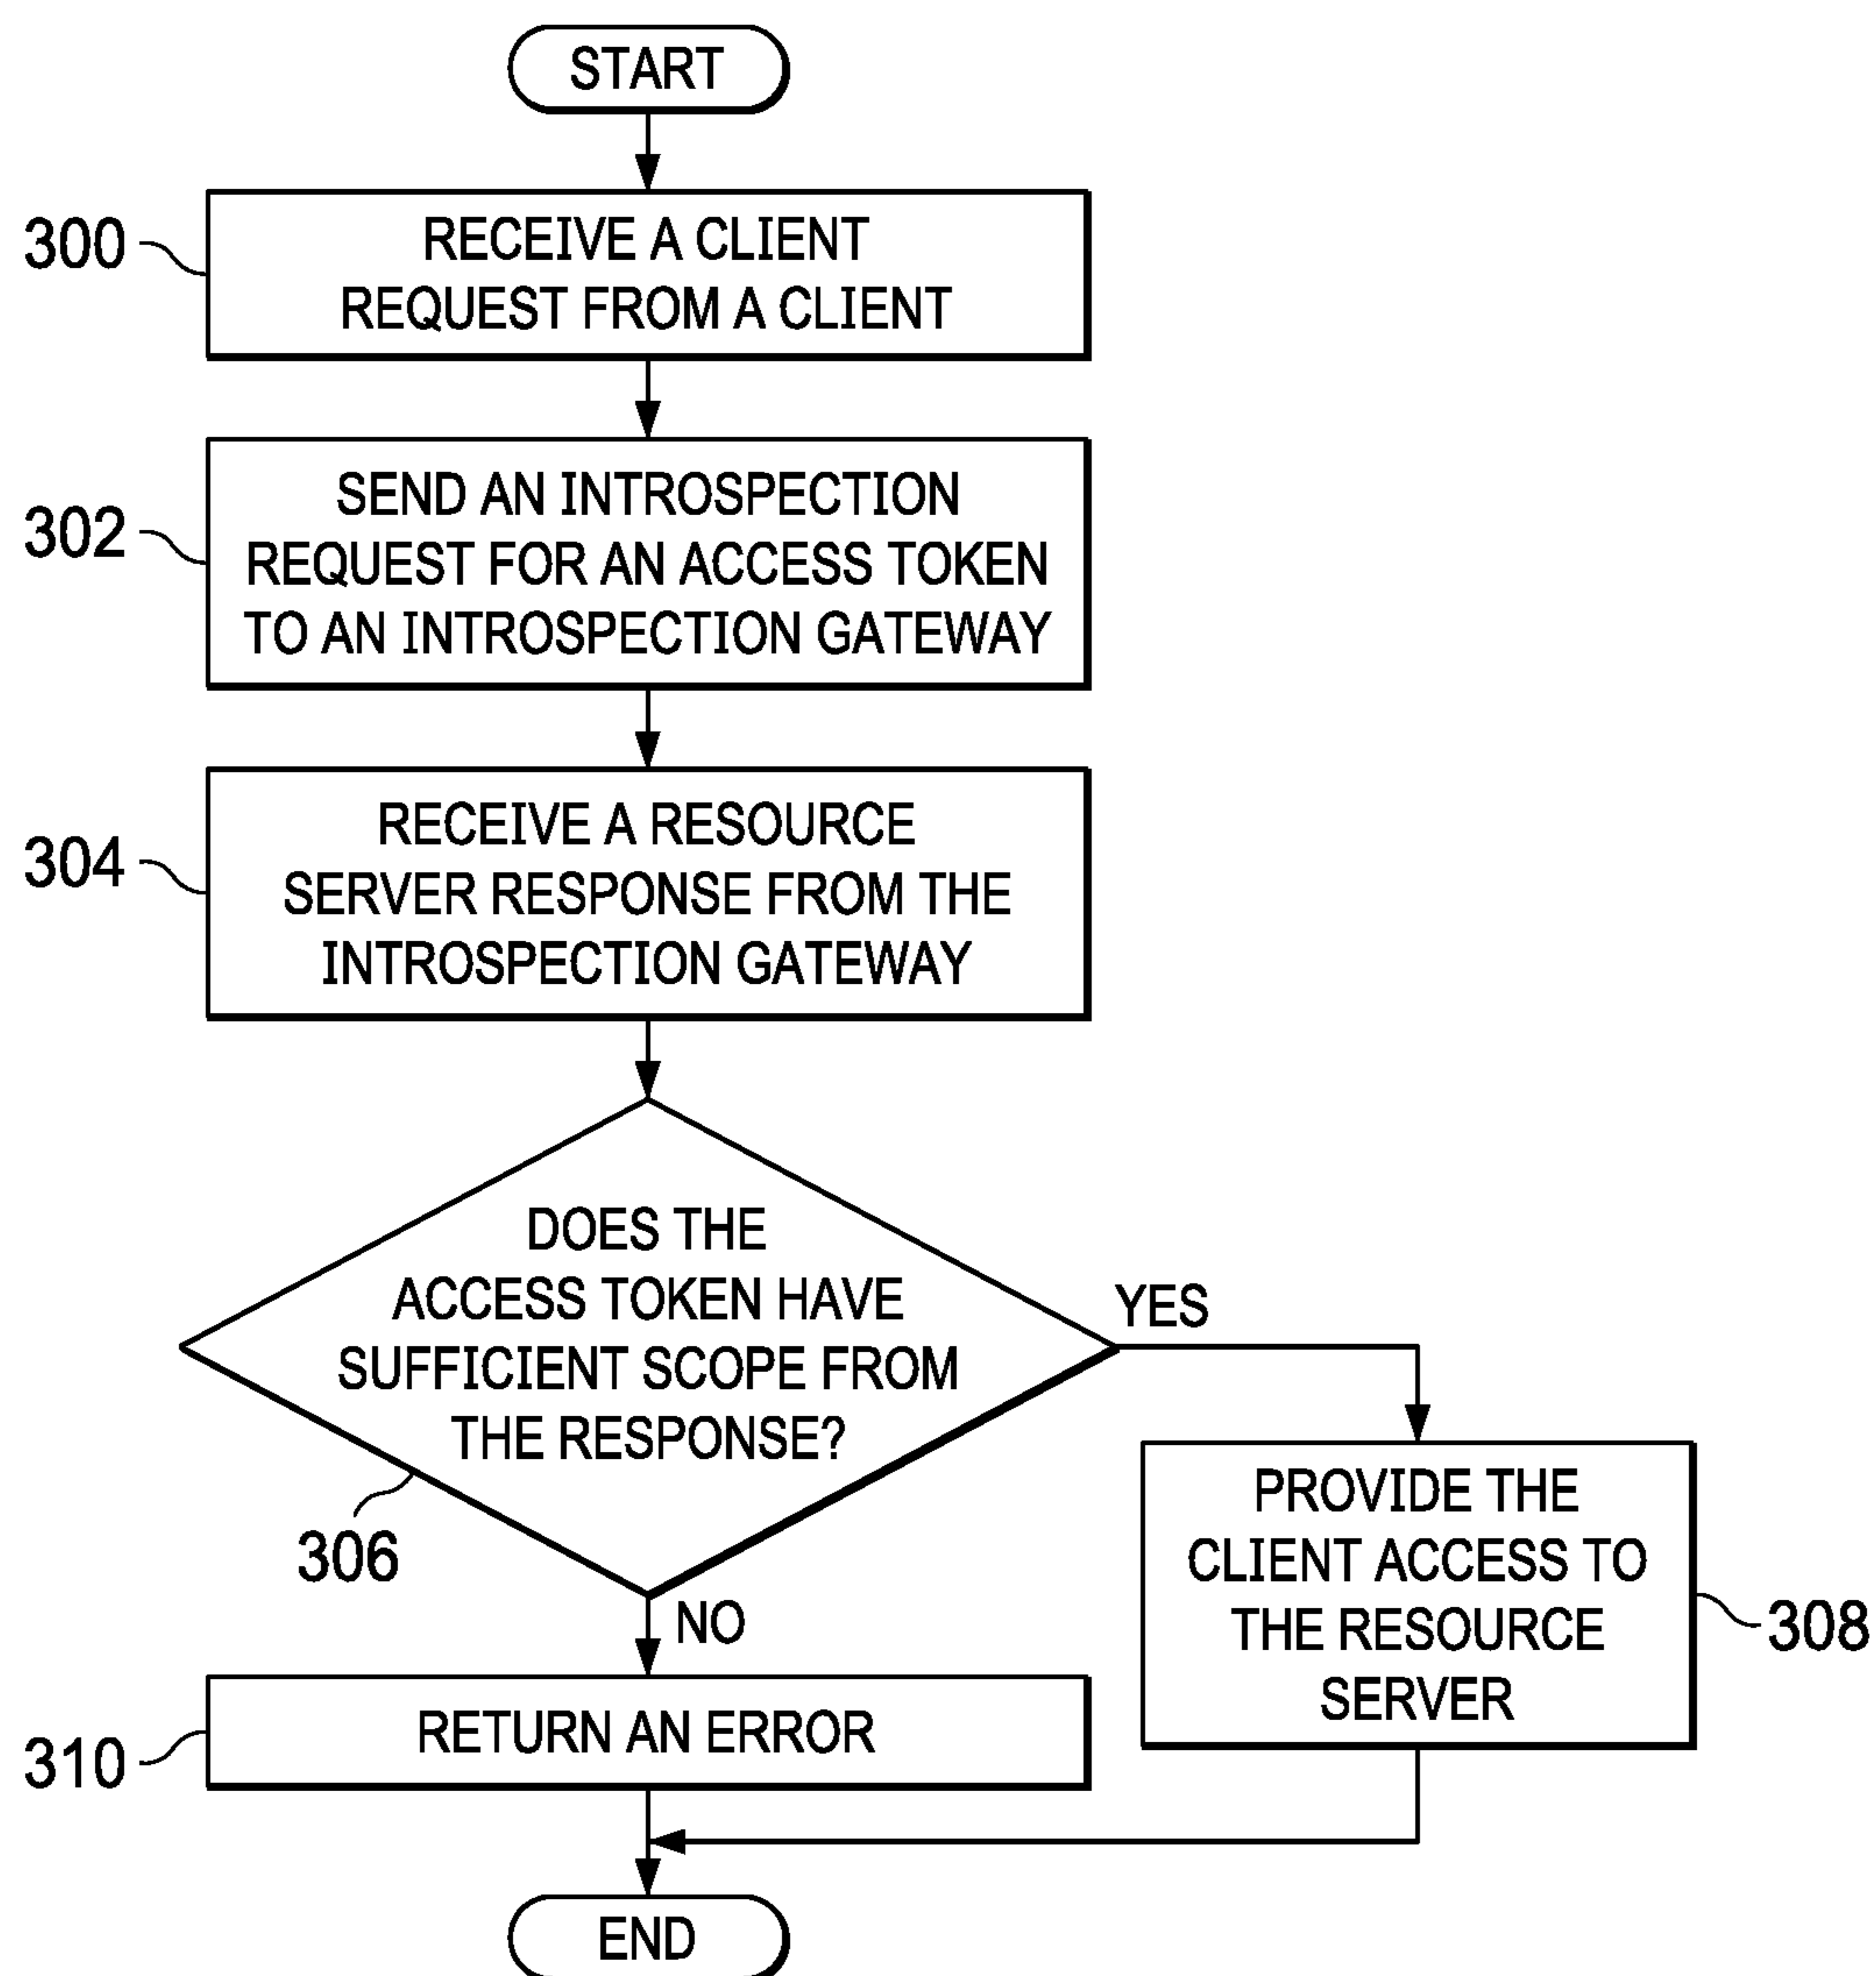 START
300
RECEIVE A CLIENT
REQUEST FROM A CLIENT
302
SEND AN INTROSPECTION
REQUEST FOR AN ACCESS TOKEN
TO AN INTROSPECTION GATEWAY
304
RECEIVE A RESOURCE
SERVER RESPONSE FROM THE
INTROSPECTION GATEWAY
DOES THE
ACCESS TOKEN HAVE
SUFFICIENT SCOPE FROM
THE RESPONSE?
306
YES
PROVIDE THE
CLIENT ACCESS TO
THE RESOURCE
SERVER
308
NO
310
RETURN AN ERROR
END